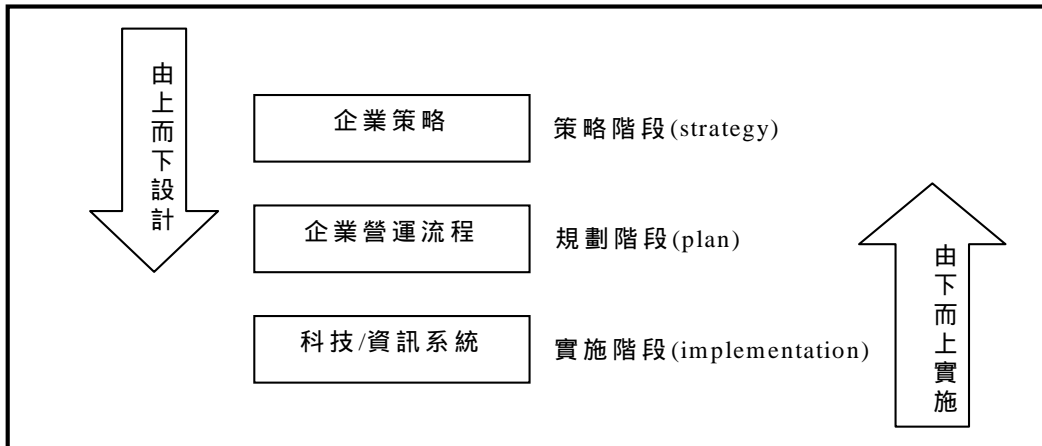 由上而下設計
企業策略
策略階段(strategy)
企業營運流程
規劃階段(plan)
科技/資訊系統
實施階段(implementation)
由下而上實施